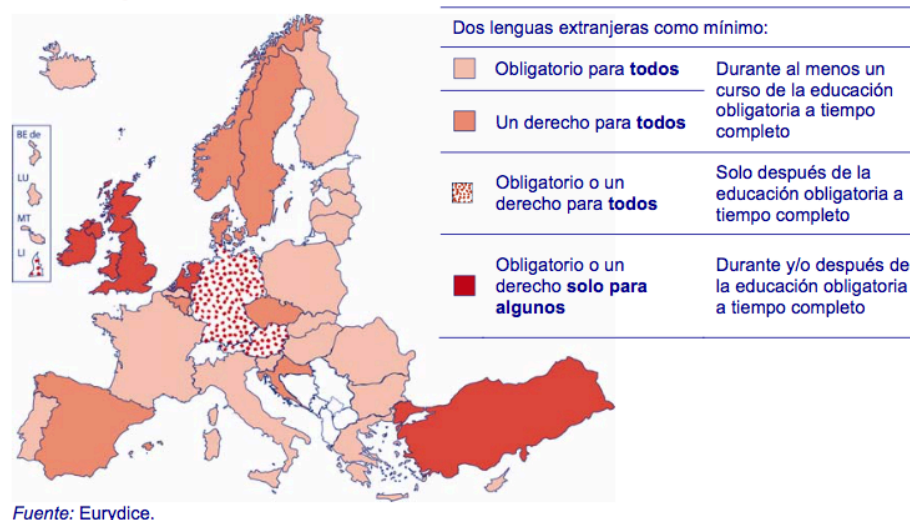 Dos lenguas extranjeras como mínimo:
Obligatorio para todos
Un derecho para todos
Durante al menos un
curso de la educación
obligatoria a tiempo
completo
Obligatorio o un
derecho para todos
Solo después de la
educación obligatoria a
tiempo completo
Obligatorio o un
derecho solo para
algunos
Durante y/o después de
la educación obligatoria
a tiempo completo
BE de
LU
MT
LI
Fuente: Eurydice.